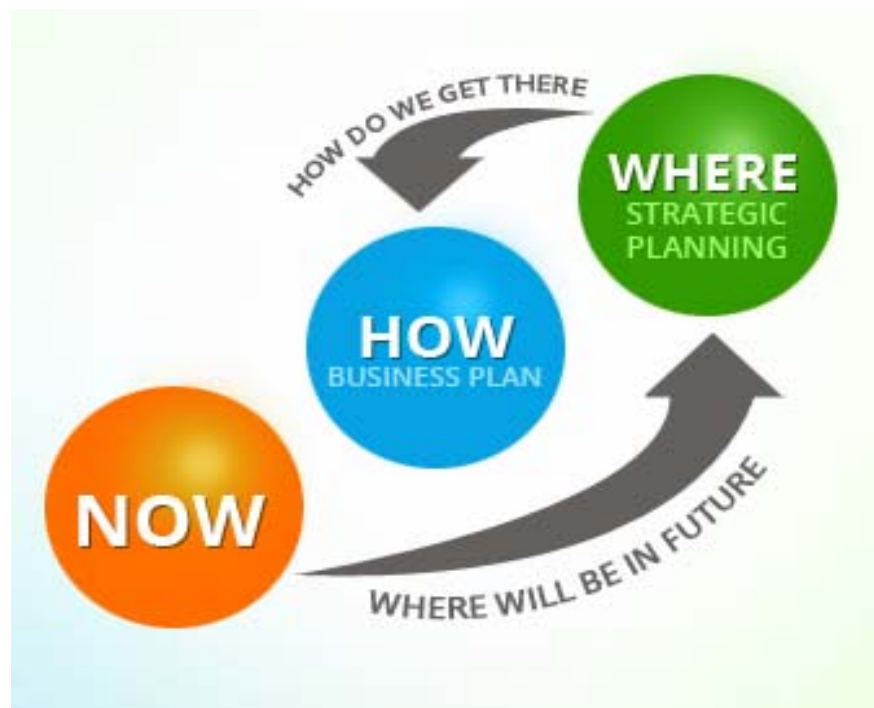 HOW DO WE GET THERE
WHERE
STRATEGIC
PLANNING
HOW
BUSINESS PLAN
NOW
WHERE WILL BE IN FUTURE